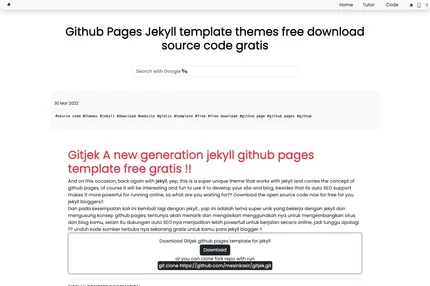 Home Tutor Code
Github Pages Jekyll template themes free download
source code gratis
Search with Google
30 Mar 2022
#source code #themes #jekyll #download #website #gratis #template #free #free download #github page #github pages #github
Gitjek A new generation jekyll github pages
template free gratis !!
And on this occasion, back again with jekyll, yep, this is a super unique theme that works with jekyll and carries the concept of
github pages, of course it will be interesting and fun to use it to develop your site and blog, besides that its auto SEO support
makes it more powerful for running online, so what are you waiting for?? Download the open source code now for free for you
jekyll bloggers!!
Dan pada kesempatan kali ini kembali lagi dengan jekyll , yap ini adalah tema super unik yang bekerja dengan jekyll dan
mengusung konsep github pages, tentunya akan menarik dan mengasikan menggunakan nya untuk mengembangkan situs
dan blog kamu, selain itu dukungan auto SEO nya menjadikan lebih powerful untuk berjalan secara online, jadi tunggu apalagi
?? unduh kode sumber terbuka nya sekarang gratis untuk kamu para jekyll blogger !!
Download Gitjek github pages template for jekyll
Download
or you can clone fork repo with run
git clone https://github.com/mesinkasir/gitjek.git